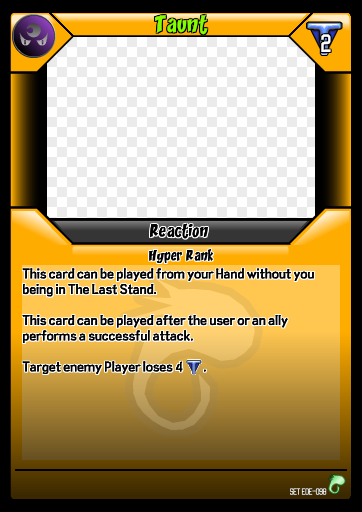 Taunt
2
Reaction
Hyper Rank
This card can be played from your Hand without you
being in The Last Stand.
This card can be played after the user or an ally
performs a successful attack.
Target enemy Player loses 4 .
SET EOE-098